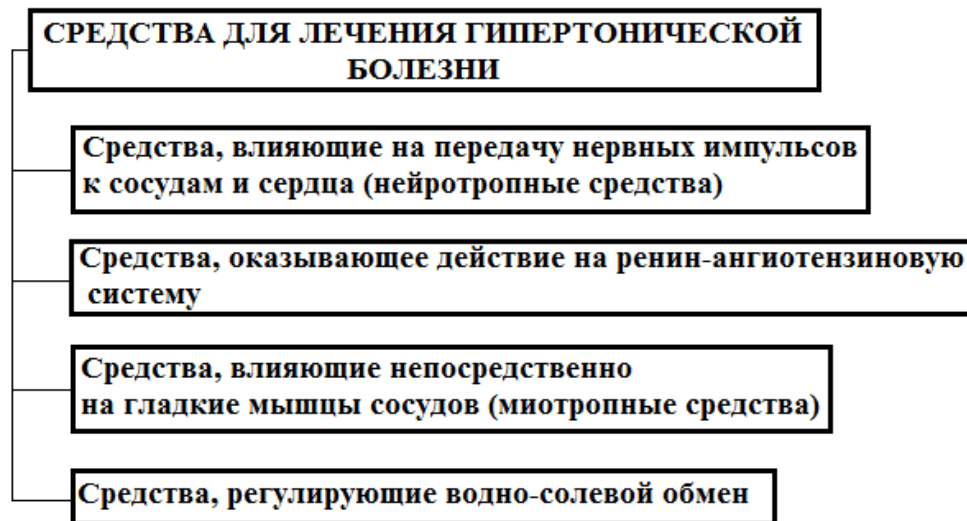 СРЕДСТВА ДЛЯ ЛЕЧЕНИЯ ГИПЕРТОНИЧЕСКОЙ
БОЛЕЗНИ
Средства, влияющие на передачу нервных импульсов
к сосудам и сердца (нейротропные средства)
Средства, оказывающее действие на ренин-ангиотензиновую
систему
Средства, влияющие непосредственно
на гладкие мышцы сосудов (миотропные средства)
Средства, регулирующие водно-солевой обмен